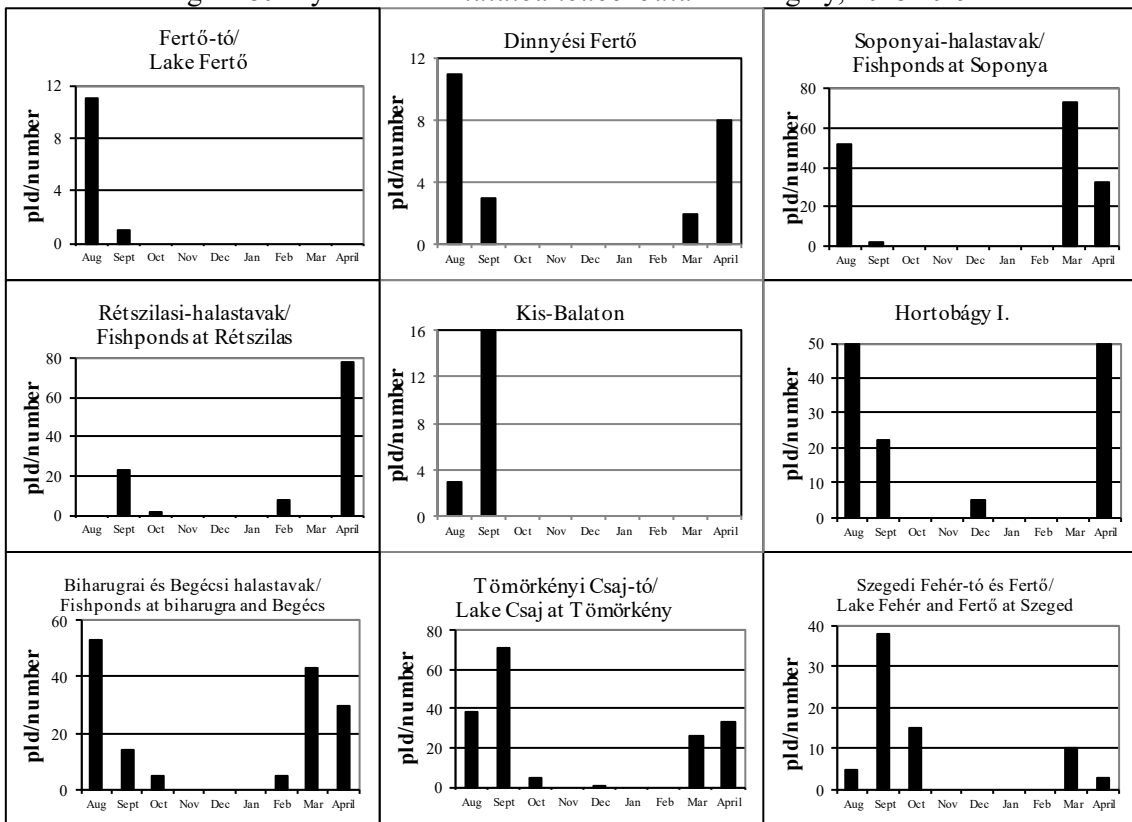 Fertő-tó/
Lake Fertő
pld/number
12
8
4
0
Aug Sept Oct Nov Dec Jan Feb Mar April
Dinnyési Fertő
pld/number
12
8
4
0
Aug Sept Oct Nov Dec Jan Feb Mar April
Soponyai-halastavak/
Fishponds at Soponya
pld/number
80
60
40
20
0
Aug Sept Oct Nov Dec Jan Feb Mar April
Rétszilasi-halastavak/
Fishponds at Rétszilas
pld/number
80
60
40
20
0
Aug Sept Oct Nov Dec Jan Feb Mar April
Kis-Balaton
pld/number
16
12
8
4
0
Aug Sept Oct Nov Dec Jan Feb Mar April
Hortobágy I.
pld/number
50
40
30
20
10
0
Aug Sept Oct Nov Dec Jan Feb Mar April
Biharugrai és Begécsi halastavak/
Fishponds at biharugra and Begécs
pld/number
60
40
20
0
Aug Sept Oct Nov Dec Jan Feb Mar April
Tömörkényi Csaj-tó/
Lake Csaj at Tömörkény
pld/number
80
60
40
20
0
Aug Sept Oct Nov Dec Jan Feb Mar April
Szegedi Fehér-tó és Fertő/
Lake Fehér and Fertő at Szeged
pld/number
40
30
20
10
0
Aug Sept Oct Nov Dec Jan Feb Mar April